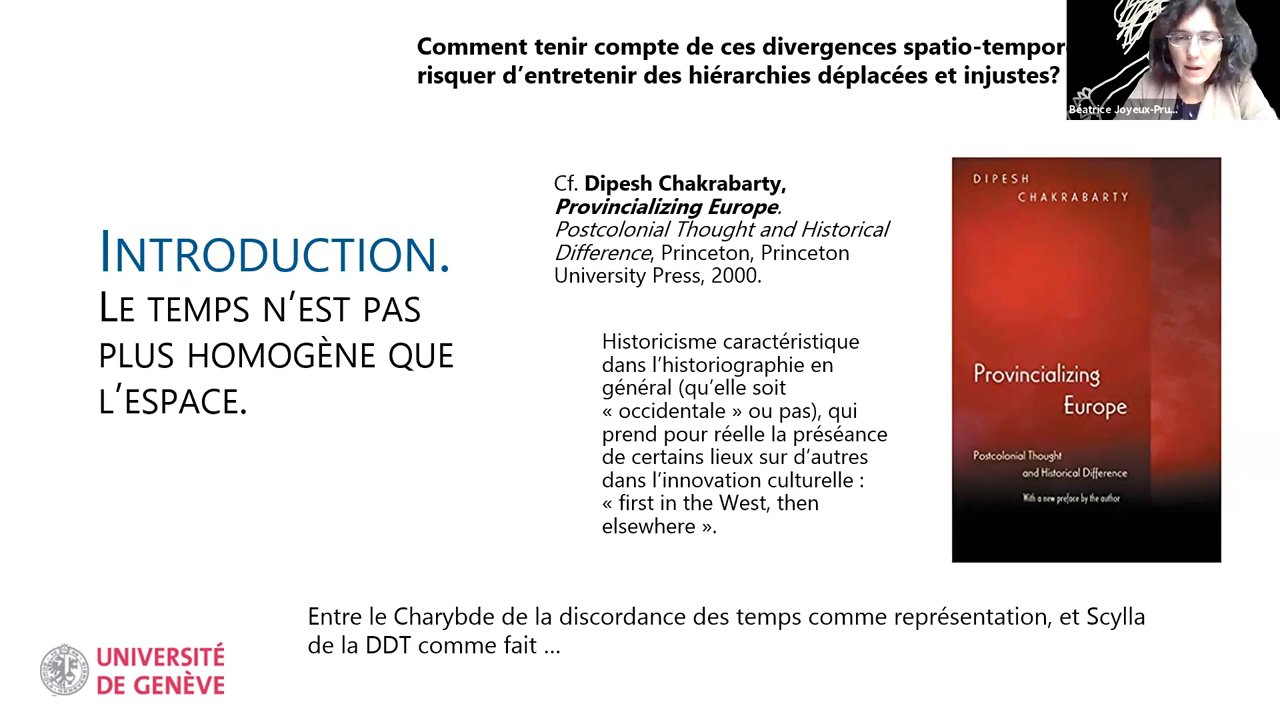 Comment tenir compte de ces divergences
risquer d’entretenir des hiérarchies déplacées et injustes?
Béatrice Joyeux-Pru...
Cf. Dipesh Chakrabarty,
Provincializing Europe.
Postcolonial Thought and Historical
Difference, Princeton, Princeton
University Press, 2000.
INTRODUCTION.
LE TEMPS N’EST PAS
PLUS HOMOGÈNE QUE
L’ESPACE.
Historicisme caractéristique
dans l’historiographie en
général (qu’elle soit
« occidentale » ou pas), qui
prend pour réelle la préséance
de certains lieux sur d’autres
dans l’innovation culturelle :
« first in the West, then
elsewhere ».
DIPESH
CHAKRABARTY
Provincializing
Europe
Postcolonial Thought
and Historical Difference
With a new preface by the author
Entre le Charybde de la discordance des temps comme représentation, et Scylla
de la DDT comme fait ...
UNIVERSITÉ
DE GENÈVE